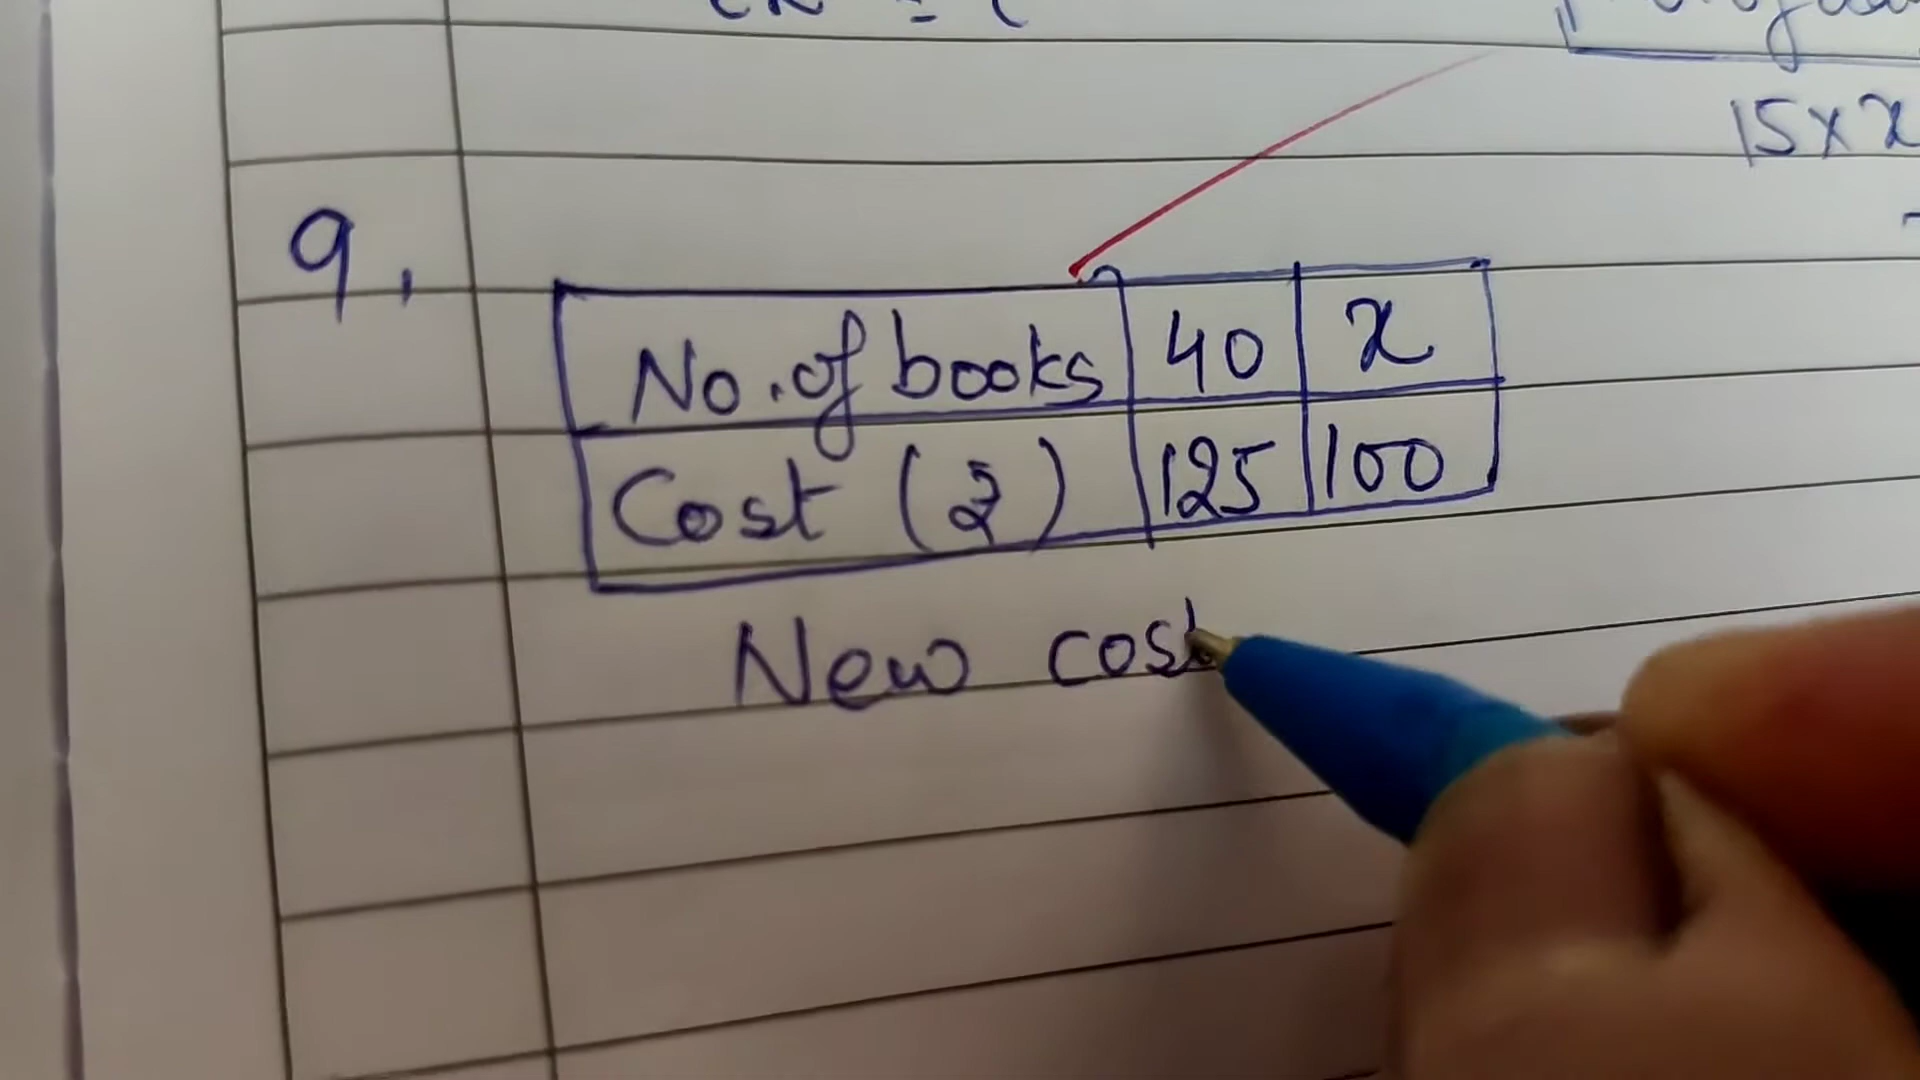 15×x
9.
No. of books 40 x
Cost (₹) 125 100
New cost